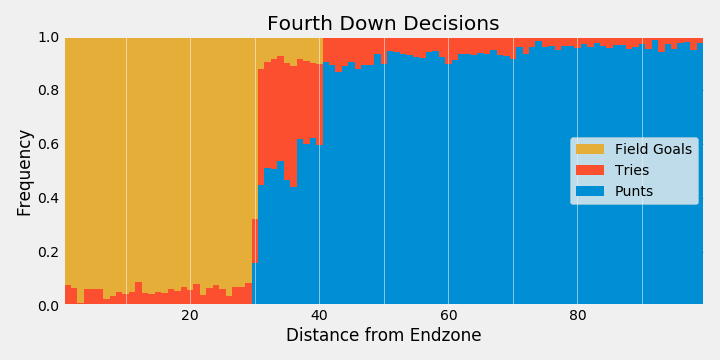 Fourth Down Decisions
1.0
0.8
0.6
0.4
0.2
0.0
Frequency
Field Goals
Tries
Punts
20
40
60
80
Distance from Endzone